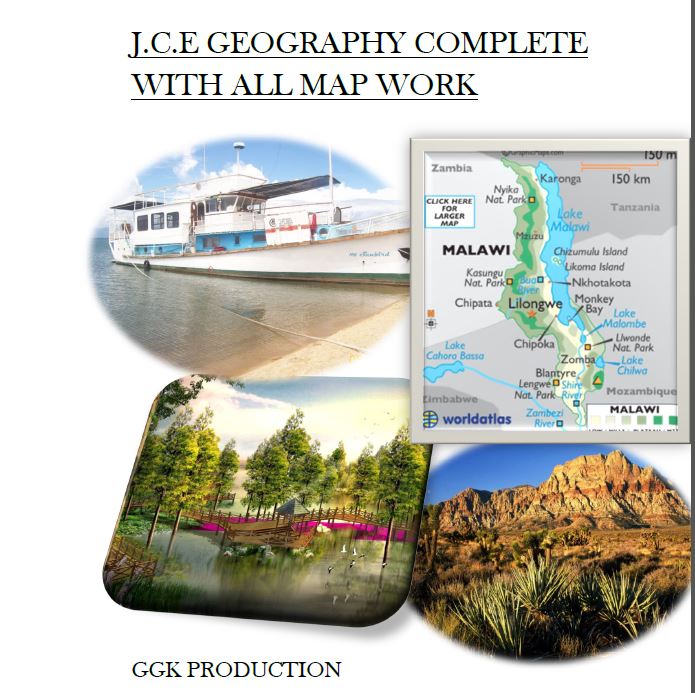 J.C.E GEOGRAPHY COMPLETE
WITH ALL MAP WORK
GraphicMaps.com
150 m
150 km
Zambia
Karonga
Nyika
Nat. Park
Tanzania
CLICK HERE
FOR
LARGER
MAP
Lake
Malawi
Mzuzu
MALAWI
Chizumulu Island
Likoma Island
Kasungu
Nat. Park
Bua
River
Nkhotakota
Chipata
Lilongwe
Monkey
Bay
N
Lake
Malombe
Chipoka
Liwonde
Nat. Park
Lake
Cahora Bassa
Zomba
Lake
Chilwa
Blantyre
Lengwe
Nat. Park
Shire
River
Mozambique
Zimbabwe
worldatlas
Zambezi
River
MALAWI
GGK PRODUCTION